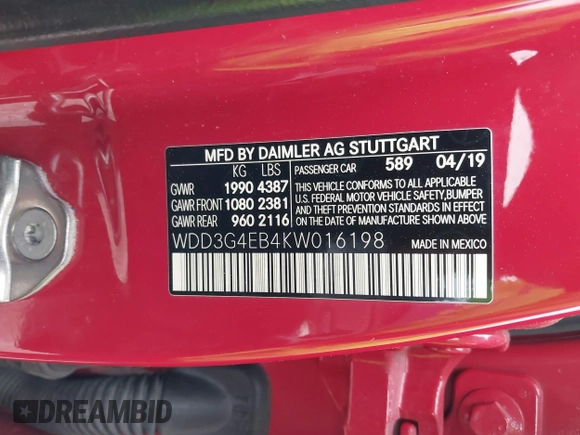 MFD BY DAIMLER AG STUTTGART
KG LBS PASSENGER CAR 589 04/19
GVWR 1990 4387
GAWR FRONT 1080 2381
GAWR REAR 960 2116
THIS VEHICLE CONFORMS TO ALL APPLICABLE
U.S. FEDERAL MOTOR VEHICLE SAFETY,BUMPER
AND THEFT PREVENTION STANDARDS IN EFFECT
ON THE DATE OF MANUFACTURE SHOWN ABOVE.
WDD3G4EB4KW016198 MADE IN MEXICO
DREAMBID